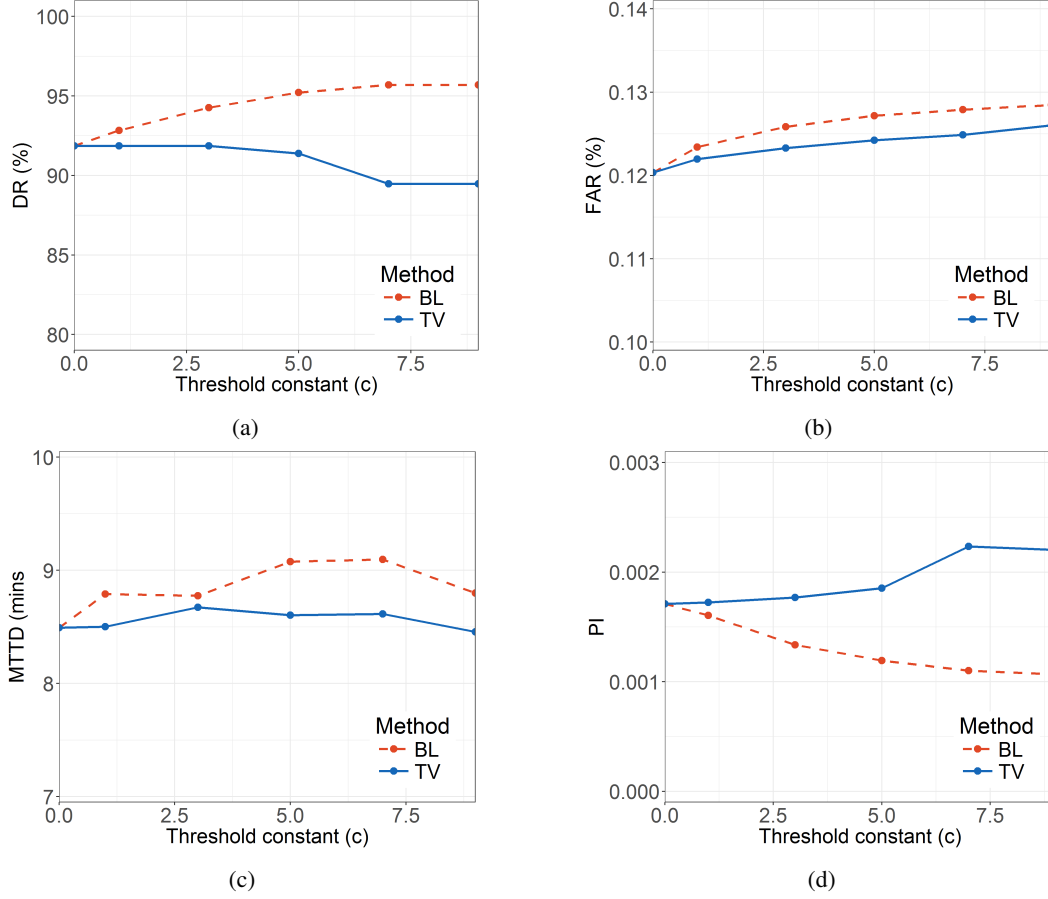 100
95
90
85
80
DR (%)
0.0 2.5 5.0 7.5
Threshold constant (c)
Method
BL
TV
(a)
0.14
0.13
0.12
0.11
0.10
FAR (%)
0.0 2.5 5.0 7.5
Threshold constant (c)
Method
BL
TV
(b)
10
9
8
7
MTTD (mins
0.0 2.5 5.0 7.5
Threshold constant (c)
Method
BL
TV
(c)
0.003
0.002
0.001
0.000
PI
0.0 2.5 5.0 7.5
Threshold constant (c)
Method
BL
TV
(d)